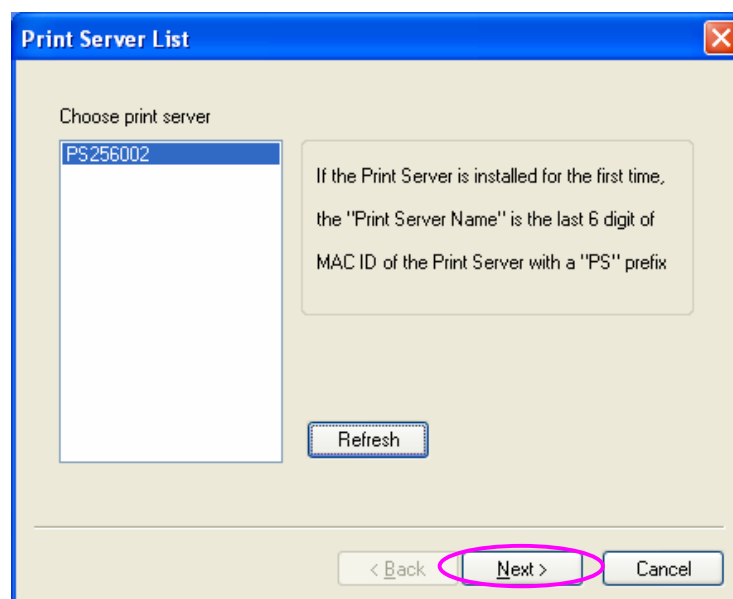 Print Server List
Choose print server
PS256002
If the Print Server is installed for the first time,
the "Print Server Name" is the last 6 digit of
MAC ID of the Print Server with a "PS" prefix
Refresh
< Back
Next >
Cancel